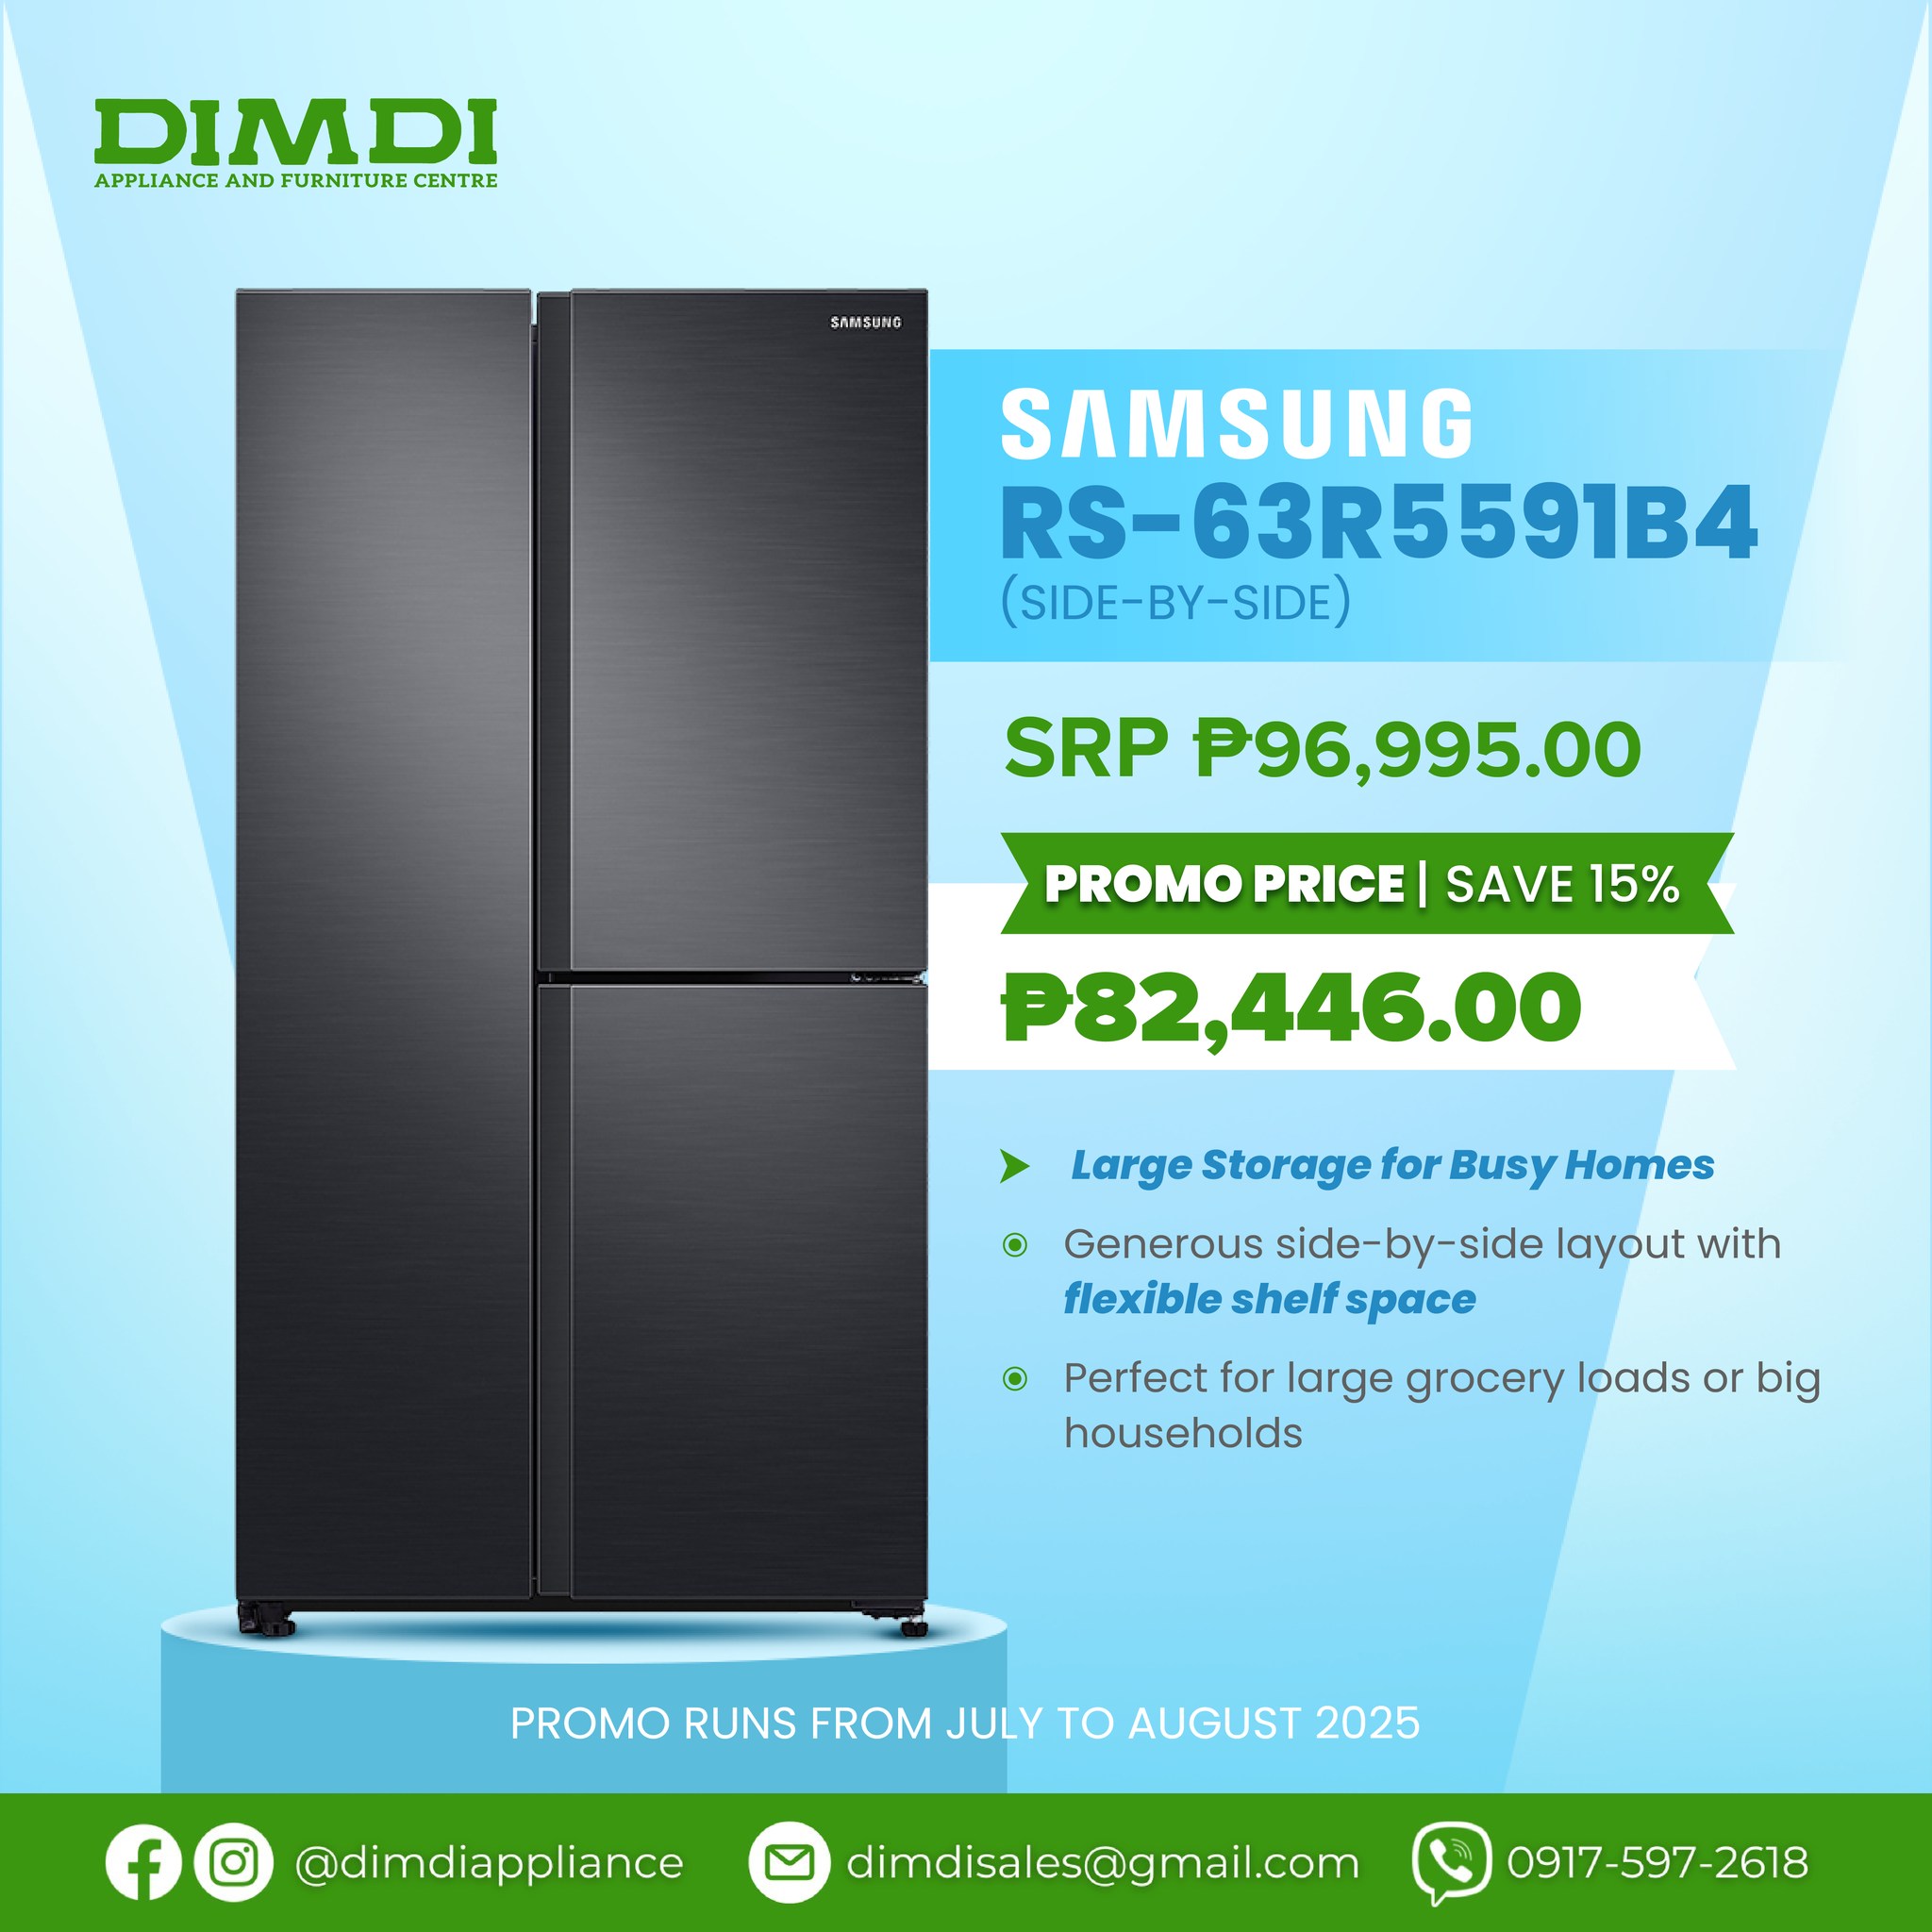 DIMDI
APPLIANCE AND FURNITURE CENTRE
SAMSUNG
SAMSUNG
RS-63R5591B4
(SIDE-BY-SIDE)
SRP ₱96,995.00
PROMO PRICE | SAVE 15%
₱82,446.00
Large Storage for Busy Homes
Generous side-by-side layout with
flexible shelf space
Perfect for large grocery loads or big
households
PROMO RUNS FROM JULY TO AUGUST 2025
@dimdiappliance dimdisales@gmail.com 0917-597-2618